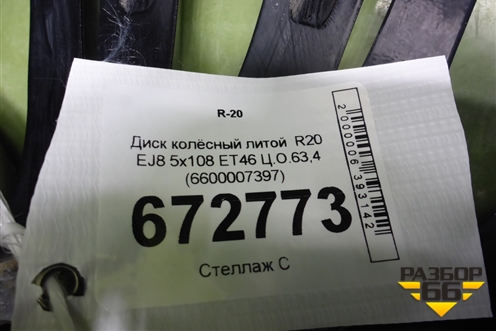 R-20
Диск колёсный литой R20
EJ8 5x108 ET46 Ц.О.63,4
(6600007397)
672773
2000006393142
Стеллаж С
РАЗБОР
66